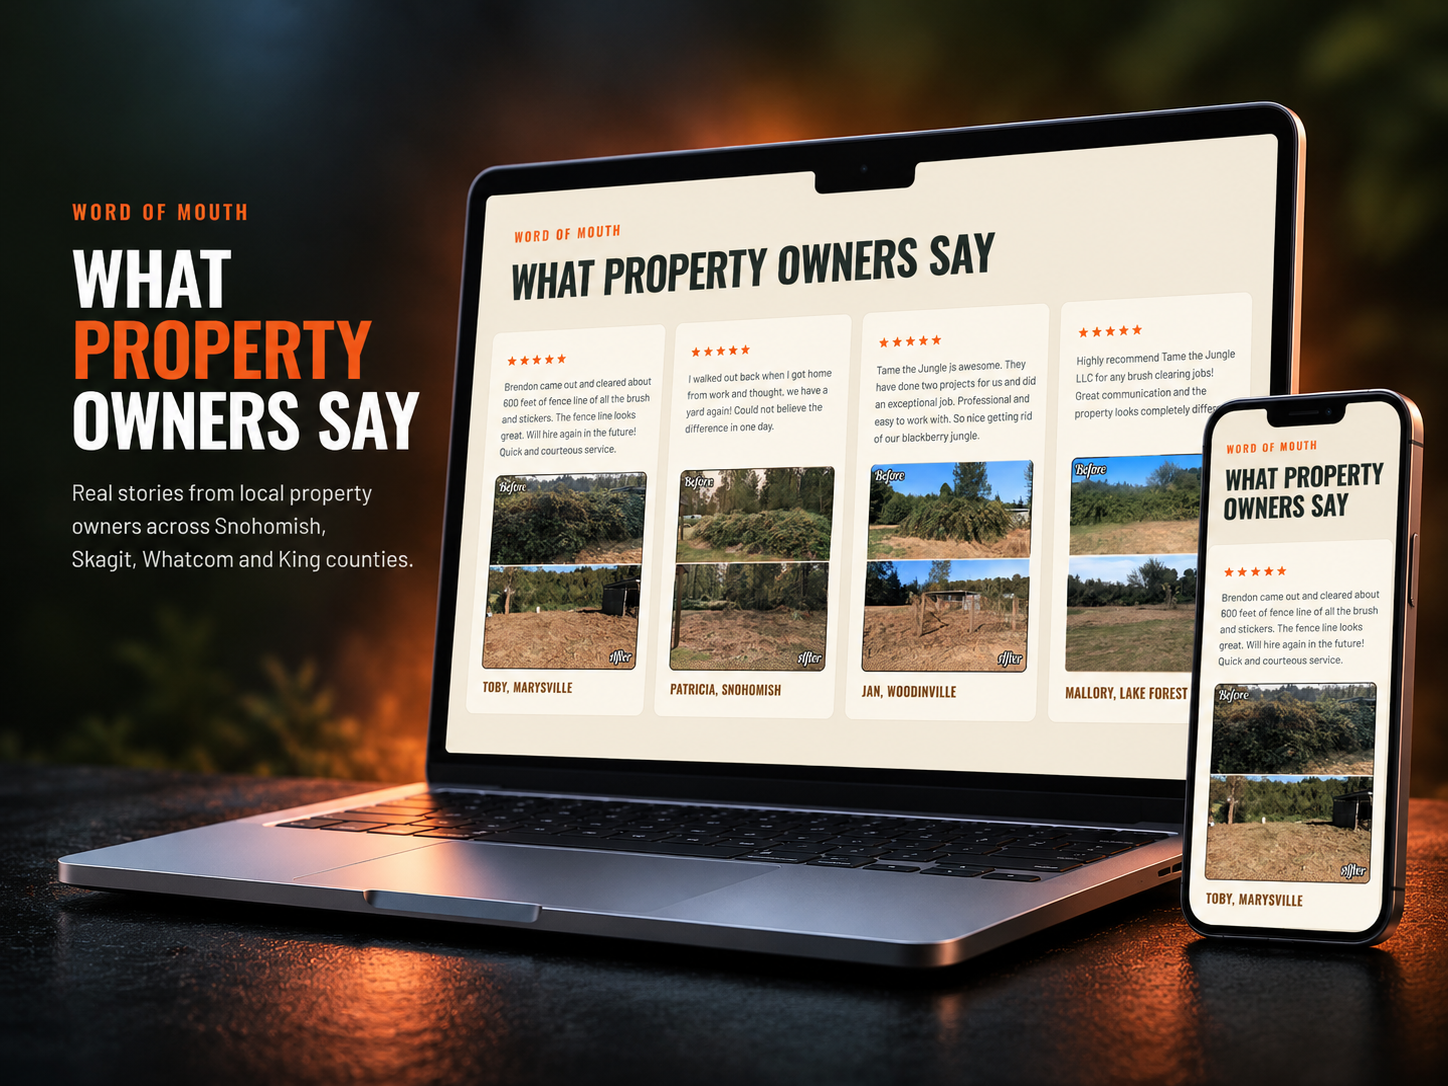 WORD OF MOUTH
WHAT
PROPERTY
OWNERS SAY
Real stories from local property
owners across Snohomish,
Skagit, Whatcom and King counties.
WORD OF MOUTH
WHAT PROPERTY OWNERS SAY
Brendon came out and cleared about
600 feet of fence line of all the brush
and stickers. The fence line looks
great. Will hire again in the future!
Quick and courteous service.
Before
After
TOBY, MARYSVILLE
I walked out back when I got home
from work and thought, we have a
yard again! Could not believe the
difference in one day.
Before
After
PATRICIA, SNOHOMISH
Tame the Jungle is awesome. They
have done two projects for us and did
an exceptional job. Professional and
easy to work with. So nice getting rid
of our blackberry jungle.
Before
After
JAN, WOODINVILLE
Highly recommend Tame the Jungle
LLC for any brush clearing jobs!
Great communication and the
property looks completely
Before
MALLORY, LAKE FOREST
WORD OF MOUTH
WHAT PROPERTY
OWNERS SAY
Brendon came out and cleared about
600 feet of fence line of all the brush
and stickers. The fence line looks
great. Will hire again in the future!
Quick and courteous service.
Before
After
TOBY, MARYSVILLE